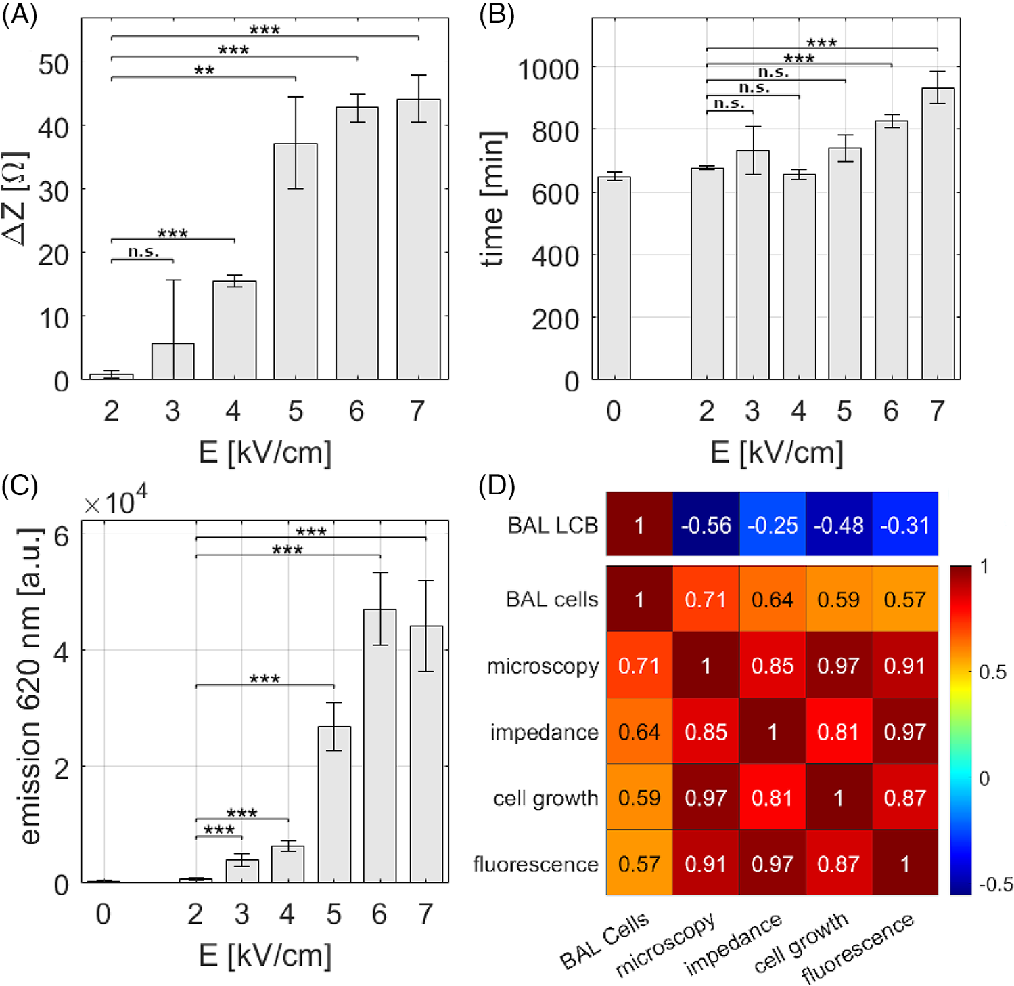 (A)
ΔZ [Ω]
50
40
30
20
10
0
***
***
**
***
n.s.
2 3 4 5 6 7
E [kV/cm]
(B)
time [min]
1000
800
600
400
200
0
***
***
n.s.
n.s.
n.s.
0 2 3 4 5 6 7
E [kV/cm]
(C)
×10⁴
emission 620 nm [a.u.]
6
4
2
0
***
***
***
***
***
0 2 3 4 5 6 7
E [kV/cm]
(D)
BAL LCB 1 -0.56 -0.25 -0.48 -0.31
BAL cells 1 0.71 0.64 0.59 0.57
microscopy 0.71 1 0.85 0.97 0.91
impedance 0.64 0.85 1 0.81 0.97
cell growth 0.59 0.97 0.81 1 0.87
fluorescence 0.57 0.91 0.97 0.87 1
BAL Cells
microscopy
impedance
cell growth
fluorescence
1
0.5
0
-0.5